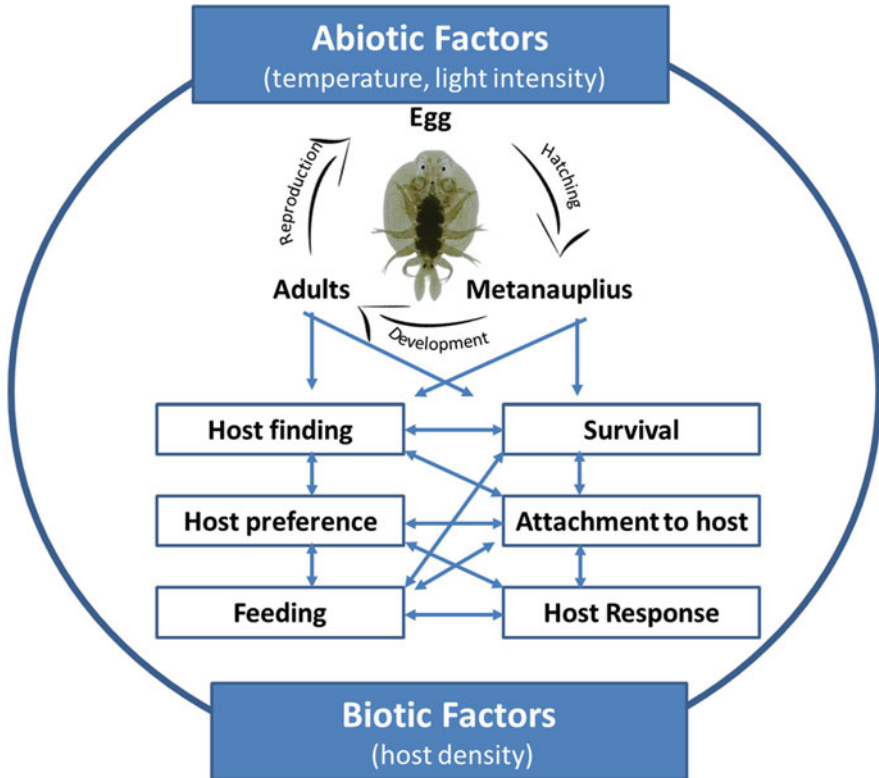 Abiotic Factors
(temperature, light intensity)
Egg
Reproduction
Hatching
Adults
Metanauplius
Development
Host finding
Survival
Host preference
Attachment to host
Feeding
Host Response
Biotic Factors
(host density)